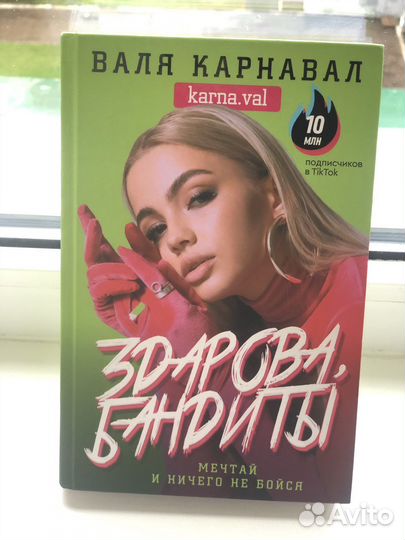 ВАЛЯ КАРНАВАЛ
karna.val
10
МЛН
подписчиков
в TikTok
ЗДАРОВА,
БАНДИТЫ
МЕЧТАЙ
И НИЧЕГО НЕ БОЙСЯ
Avito